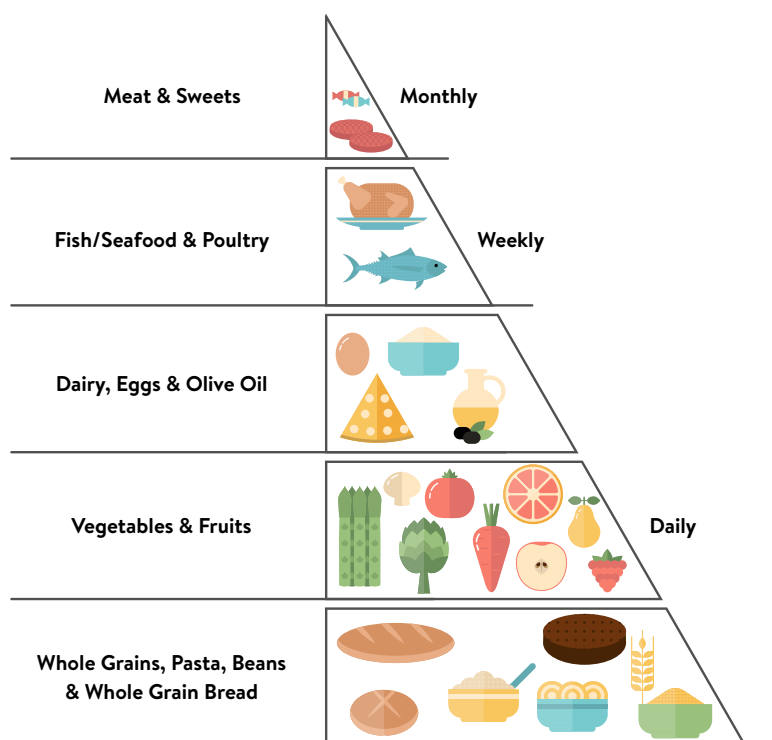 Meat & Sweets
Monthly
Fish/Seafood & Poultry
Weekly
Dairy, Eggs & Olive Oil
Vegetables & Fruits
Daily
Whole Grains, Pasta, Beans
& Whole Grain Bread